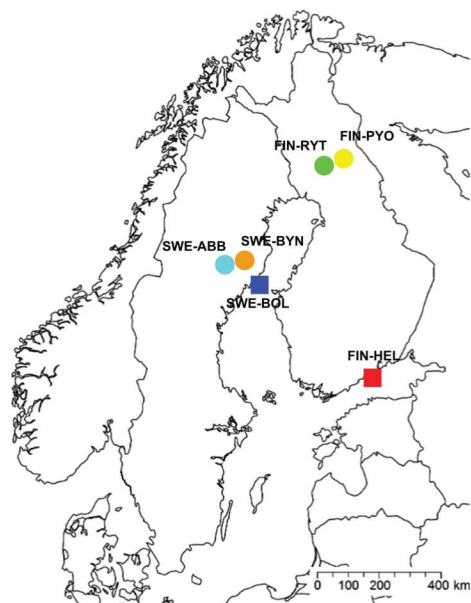 FIN-PYO
FIN-RYT
SWE-ABB
SWE-BYN
SWE-BOL
FIN-HEL
0 100 200 400 km